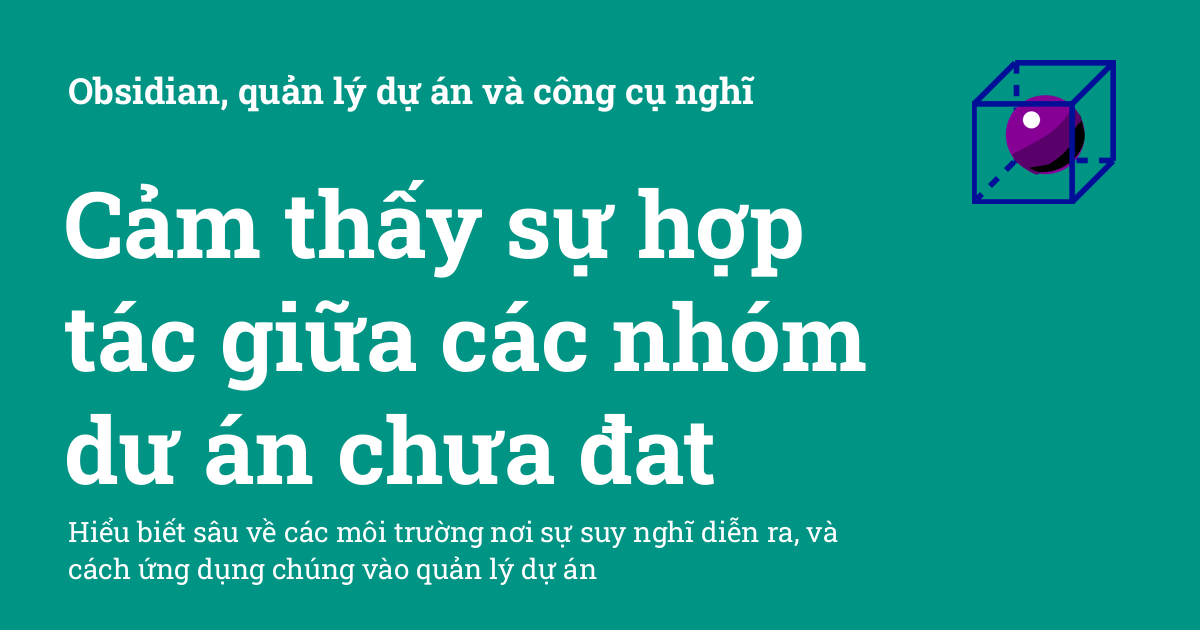 Obsidian, quản lý dự án và công cụ nghĩ
Cảm thấy sự hợp
tác giữa các nhóm
dư án chưa đat
Hiểu biết sâu về các môi trường nơi sự suy nghĩ diễn ra, và
cách ứng dụng chúng vào quản lý dự án